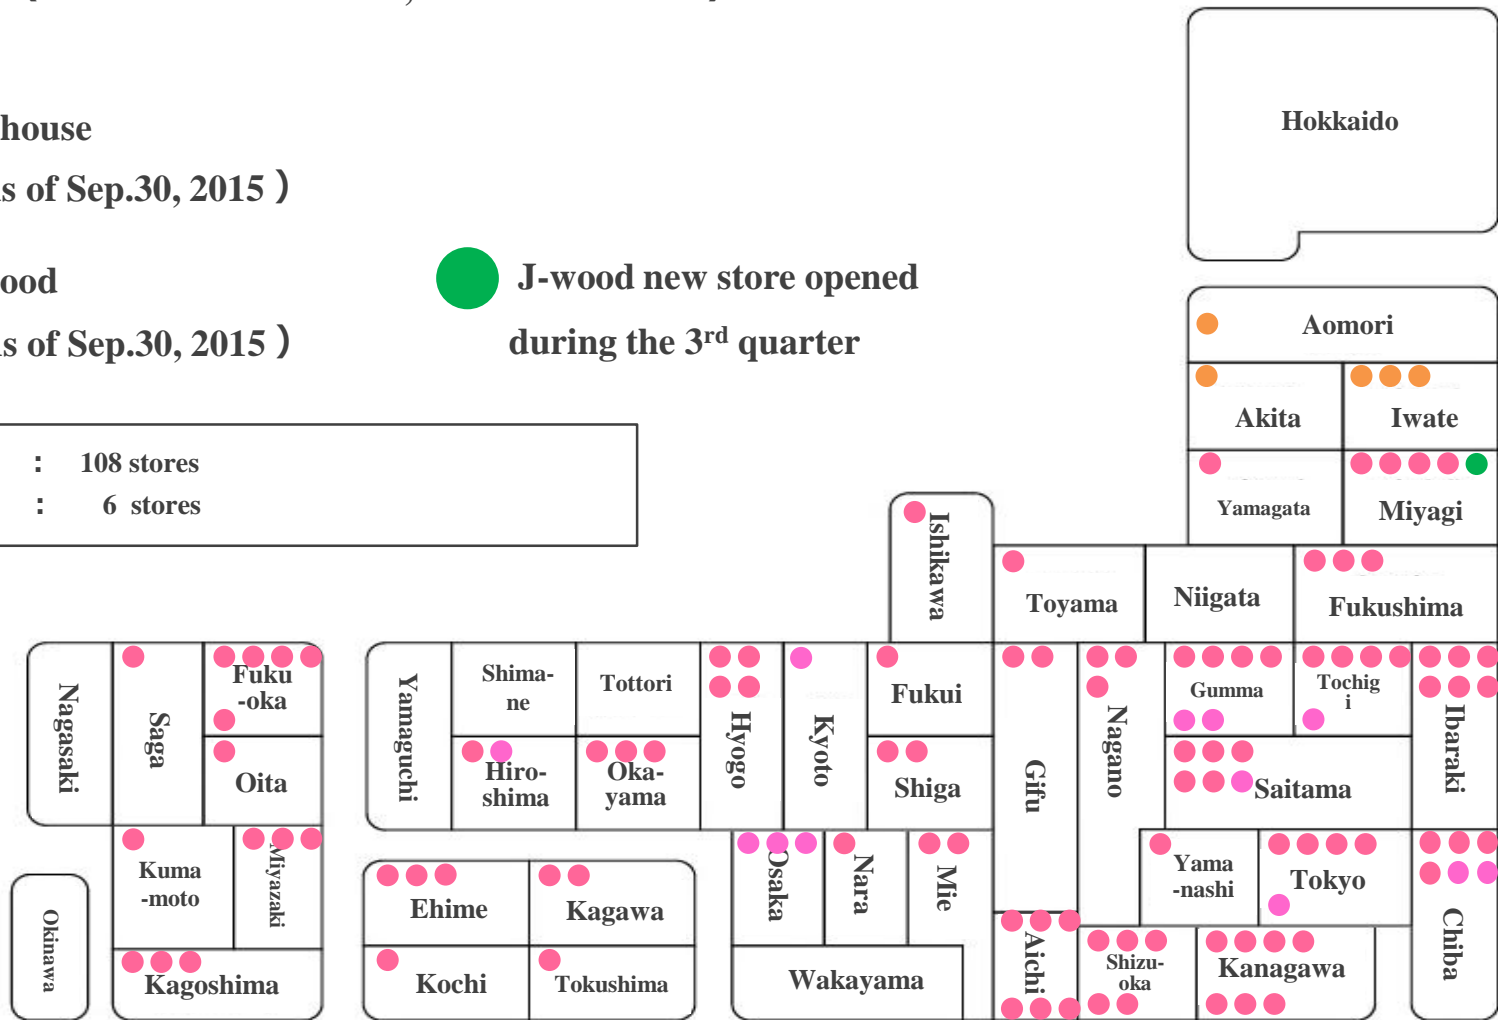 house
s of Sep.30, 2015 )
ood
s of Sep.30, 2015 )
J-wood new store opened
during the 3rd quarter
: 108 stores
: 6 stores
Hokkaido
Aomori
Akita
Iwate
Yamagata
Miyagi
Ishikawa
Toyama
Niigata
Fukushima
Nagasaki
Saga
Fuku
-oka
Oita
Kuma
-moto
Miyazaki
Kagoshima
Okinawa
Yamaguchi
Shima-
ne
Tottori
Hiro-
shima
Oka-
yama
Hyogo
Kyoto
Fukui
Shiga
Gifu
Nagano
Gumma
Tochig
i
Ibaraki
Saitama
Ehime
Kagawa
Kochi
Tokushima
Osaka
Nara
Mie
Wakayama
Aichi
Yama
-nashi
Tokyo
Shizu-
oka
Kanagawa
Chiba